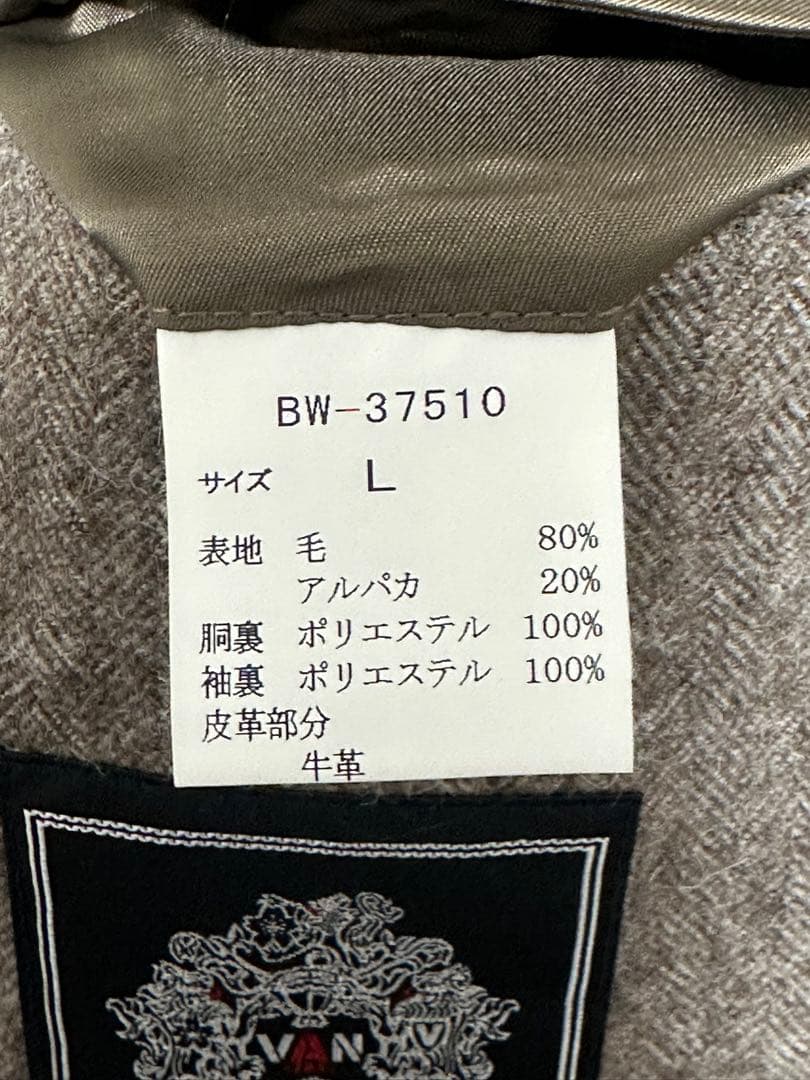 BW-37510
サイズ L
表地 毛 80%
アルパカ 20%
胴裏 ポリエステル 100%
袖裏 ポリエステル 100%
皮革部分
牛革
VAN